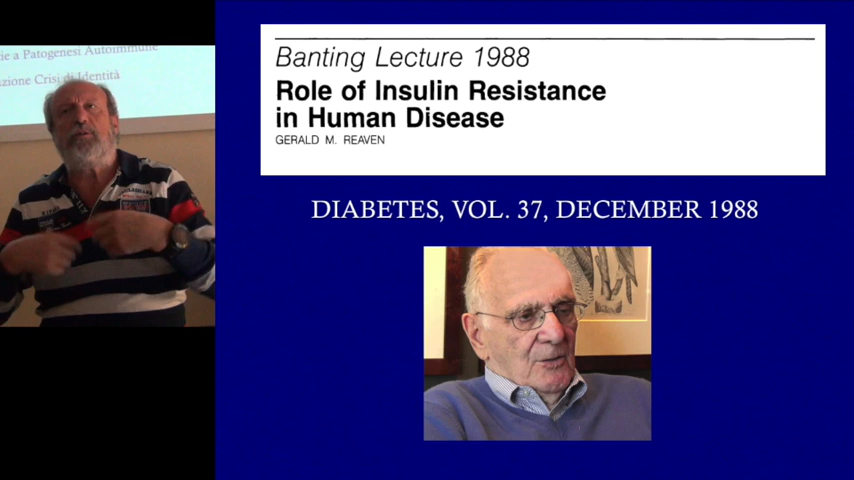 ie a Patogenesi Autoimmune
zione Crisi di Identità
Banting Lecture 1988
Role of Insulin Resistance
in Human Disease
GERALD M. REAVEN
DIABETES, VOL. 37, DECEMBER 1988